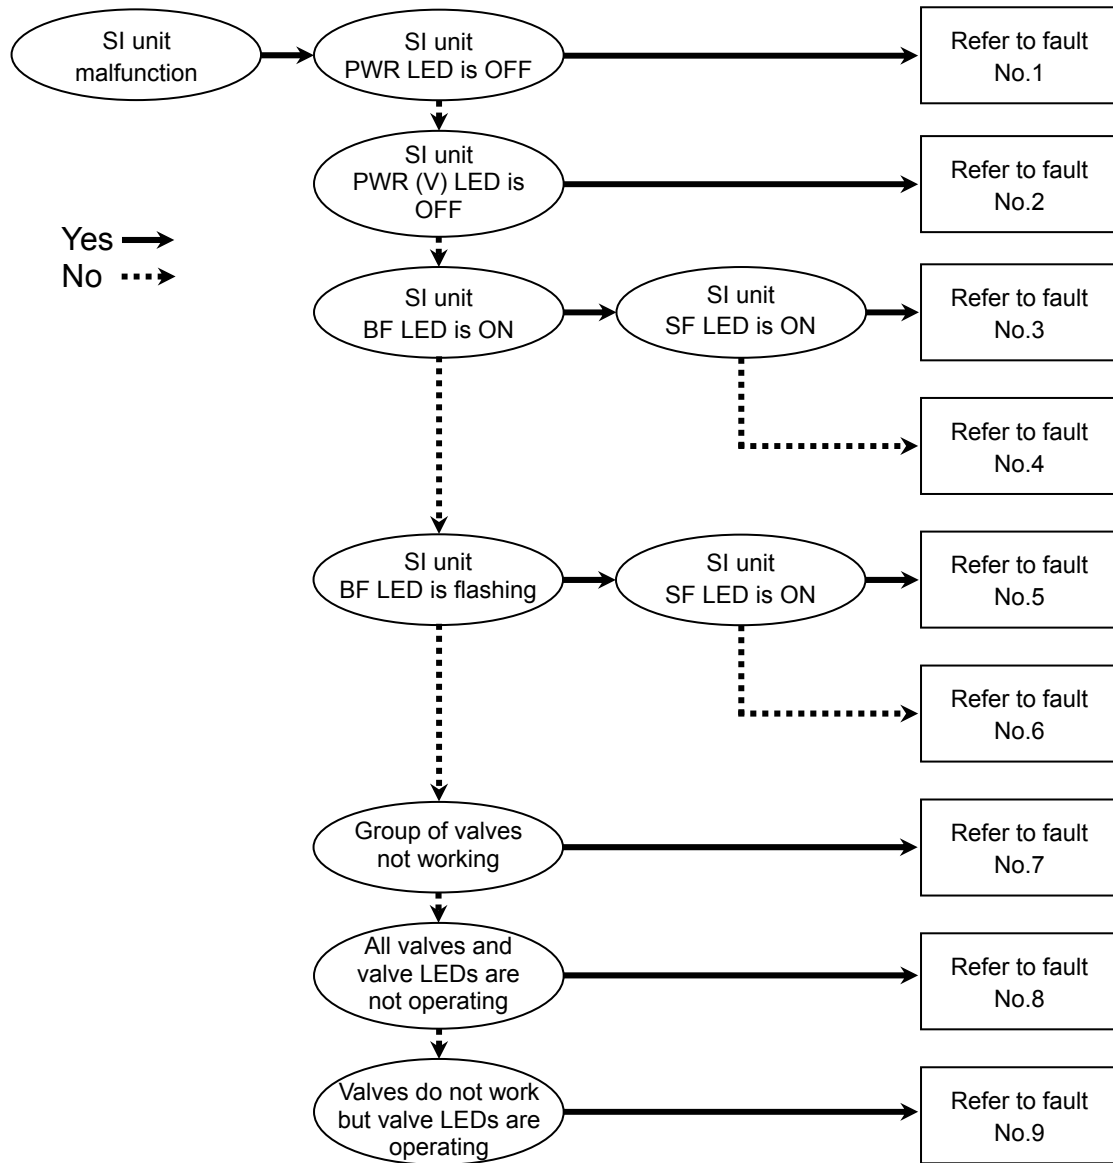 SI unit
malfunction
SI unit
PWR LED is OFF
Refer to fault
No.1
SI unit
PWR (V) LED is
OFF
Refer to fault
No.2
Yes
No
SI unit
BF LED is ON
SI unit
SF LED is ON
Refer to fault
No.3
Refer to fault
No.4
SI unit
BF LED is flashing
SI unit
SF LED is ON
Refer to fault
No.5
Refer to fault
No.6
Group of valves
not working
Refer to fault
No.7
All valves and
valve LEDs are
not operating
Refer to fault
No.8
Valves do not work
but valve LEDs are
operating
Refer to fault
No.9